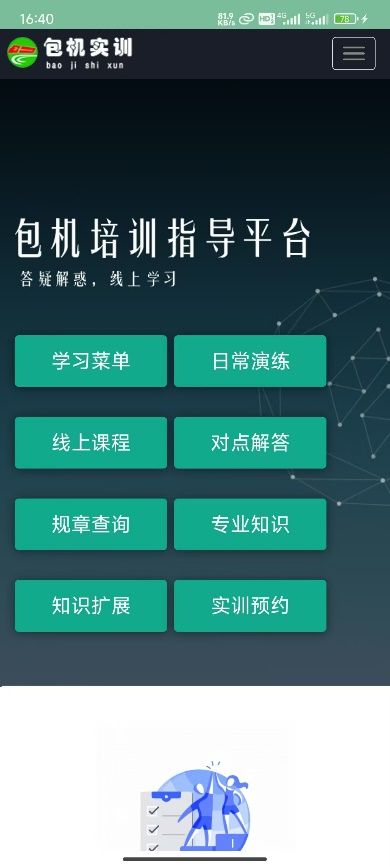 16:40
81.9
KB/s
HD
4G
5G
78
包机实训
bao ji shi xun
包机培训指导平台
答疑解惑，线上学习
学习菜单
日常演练
线上课程
对点解答
规章查询
专业知识
知识扩展
实训预约